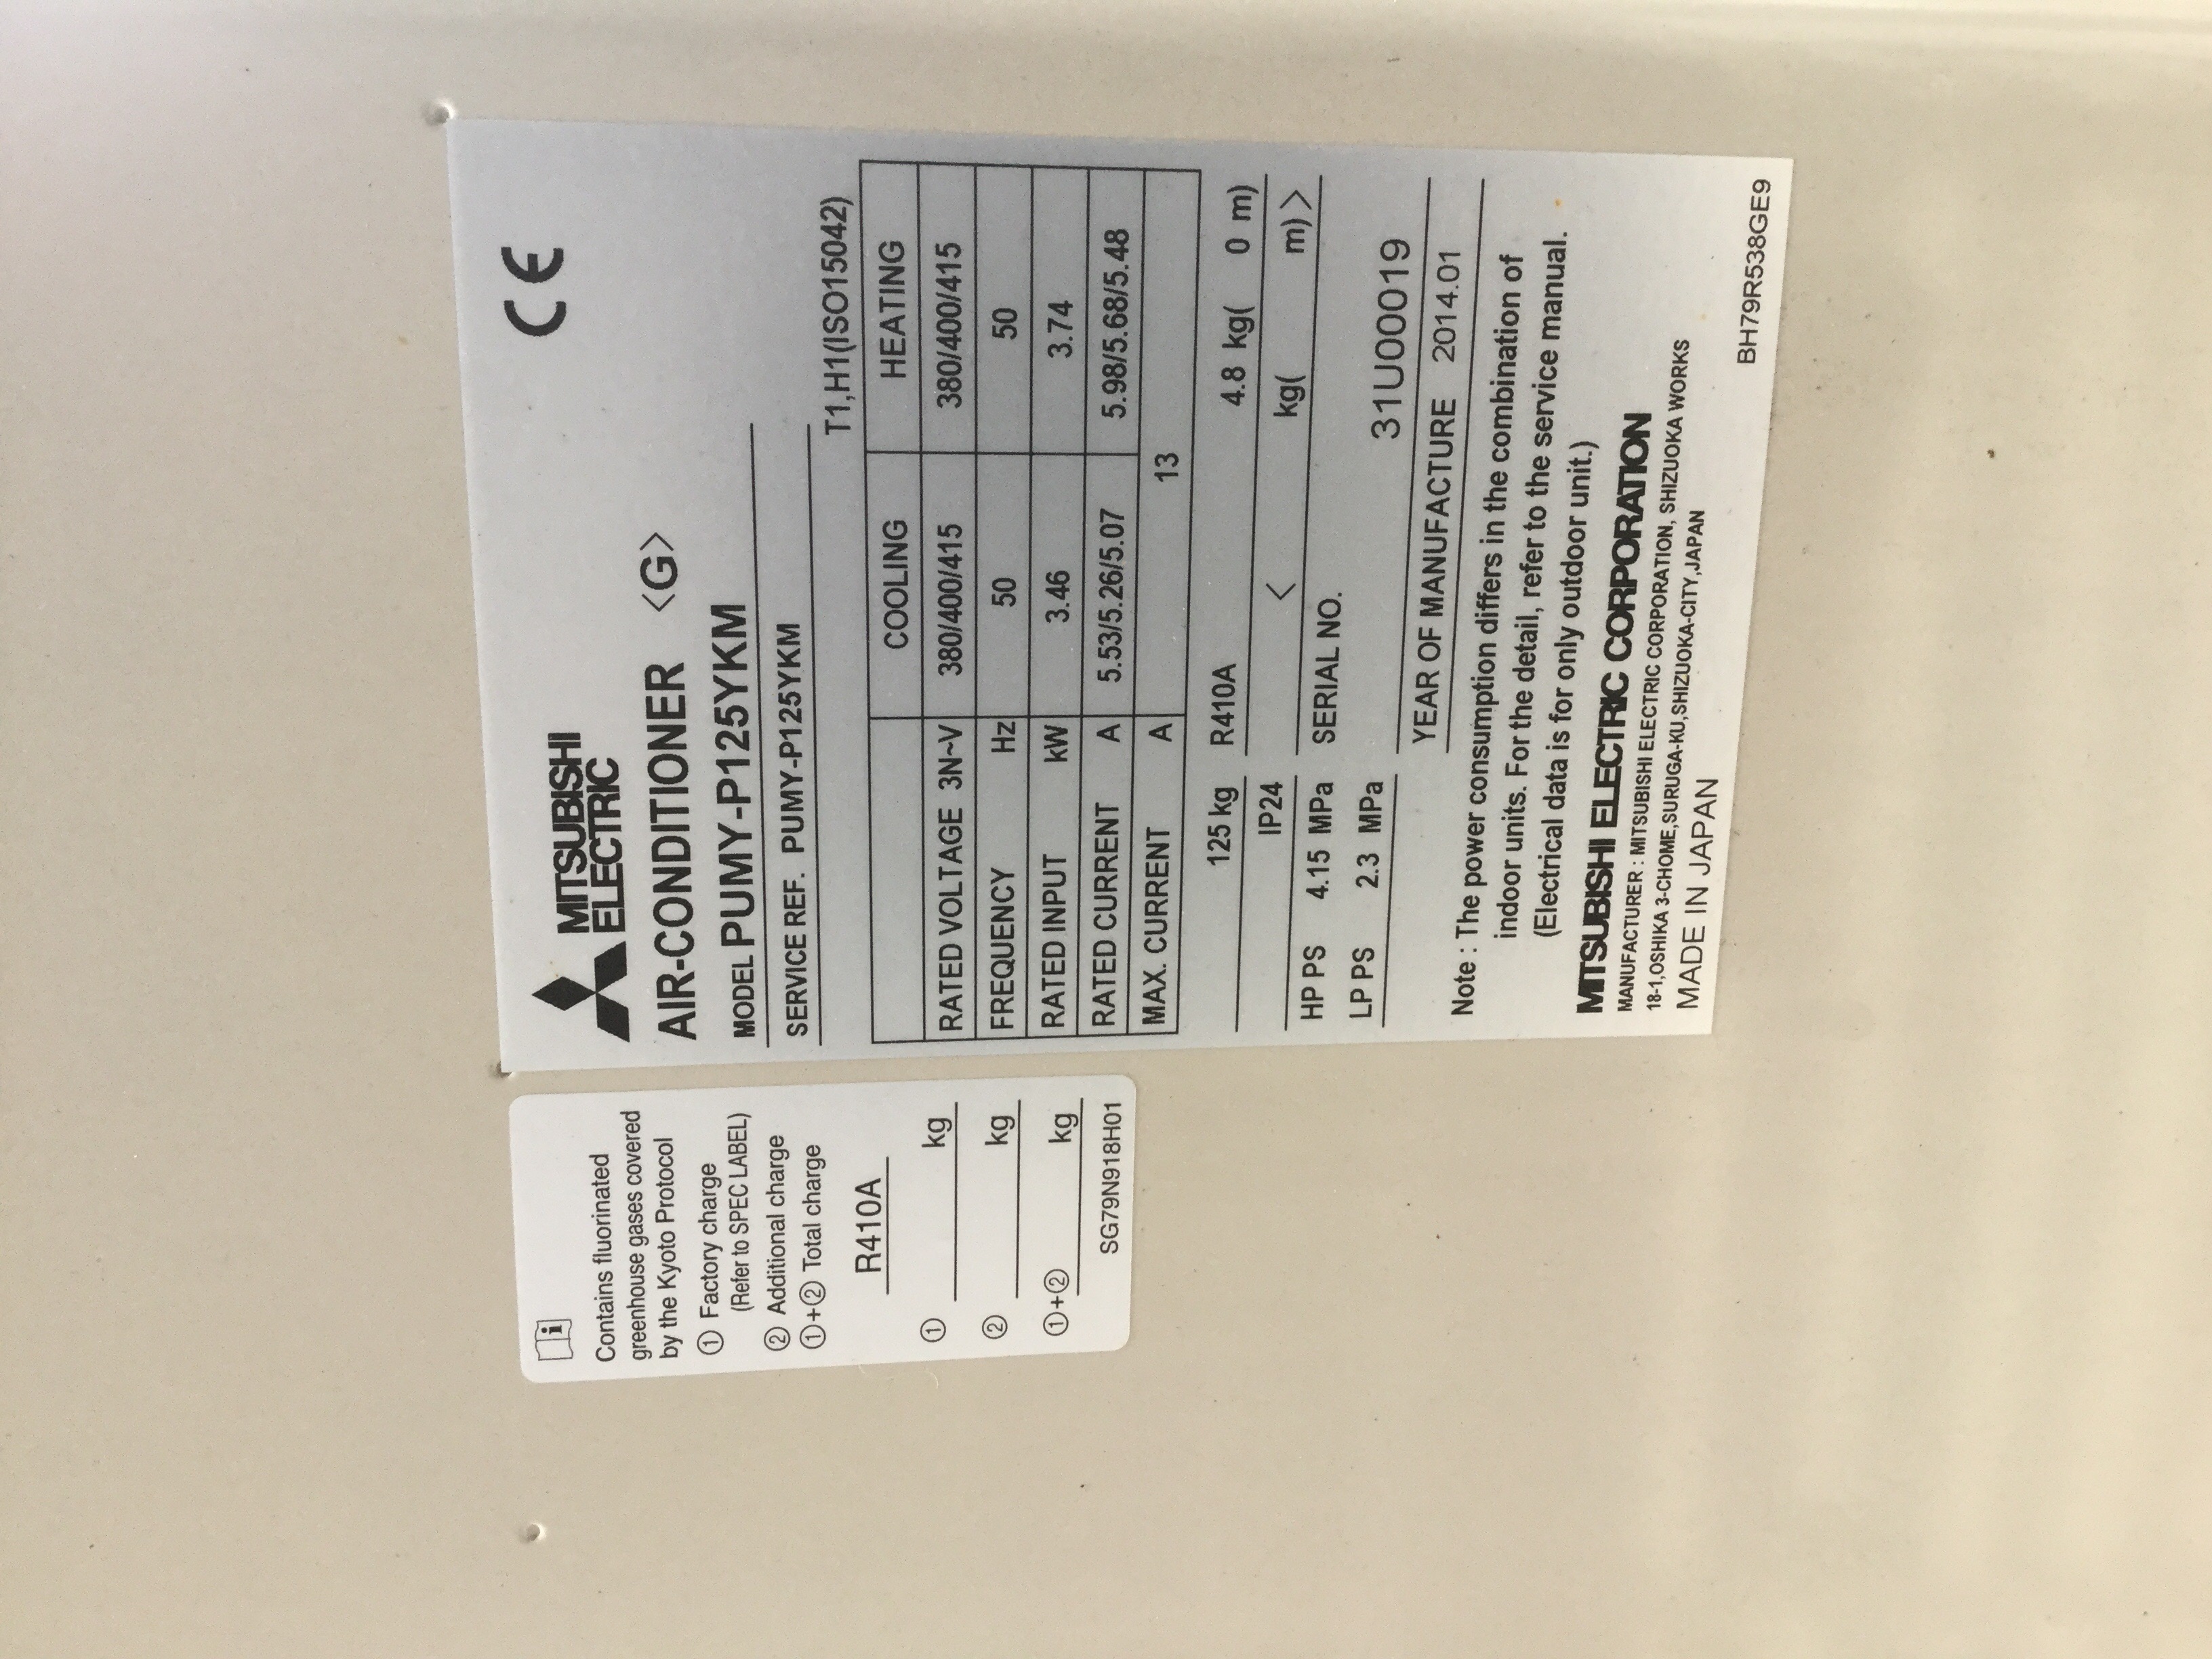 Contains fluorinated
greenhouse gases covered
by the Kyoto Protocol
① Factory charge
(Refer to SPEC LABEL)
② Additional charge
①+② Total charge
R410A
① kg
② kg
①+② kg
SG79N918H01
CE
MITSUBISHI
ELECTRIC
AIR-CONDITIONER <G>
MODEL PUMY-P125YKM
SERVICE REF. PUMY-P125YKM
T1,H1(ISO15042)
COOLING HEATING
RATED VOLTAGE 3N~V 380/400/415 380/400/415
FREQUENCY Hz 50 50
RATED INPUT kW 3.46 3.74
RATED CURRENT A 5.53/5.26/5.07 5.98/5.68/5.48
MAX. CURRENT A 13
125 kg R410A 4.8 kg( 0 m)
IP24 < kg( m)>
HP PS 4.15 MPa SERIAL NO.
LP PS 2.3 MPa 31U00019
YEAR OF MANUFACTURE 2014.01
Note : The power consumption differs in the combination of
indoor units. For the detail, refer to the service manual.
(Electrical data is for only outdoor unit.)
MITSUBISHI ELECTRIC CORPORATION
MANUFACTURER : MITSUBISHI ELECTRIC CORPORATION, SHIZUOKA WORKS
18-1,OSHIKA 3-CHOME,SURUGA-KU,SHIZUOKA-CITY,JAPAN
MADE IN JAPAN
BH79R538GE9